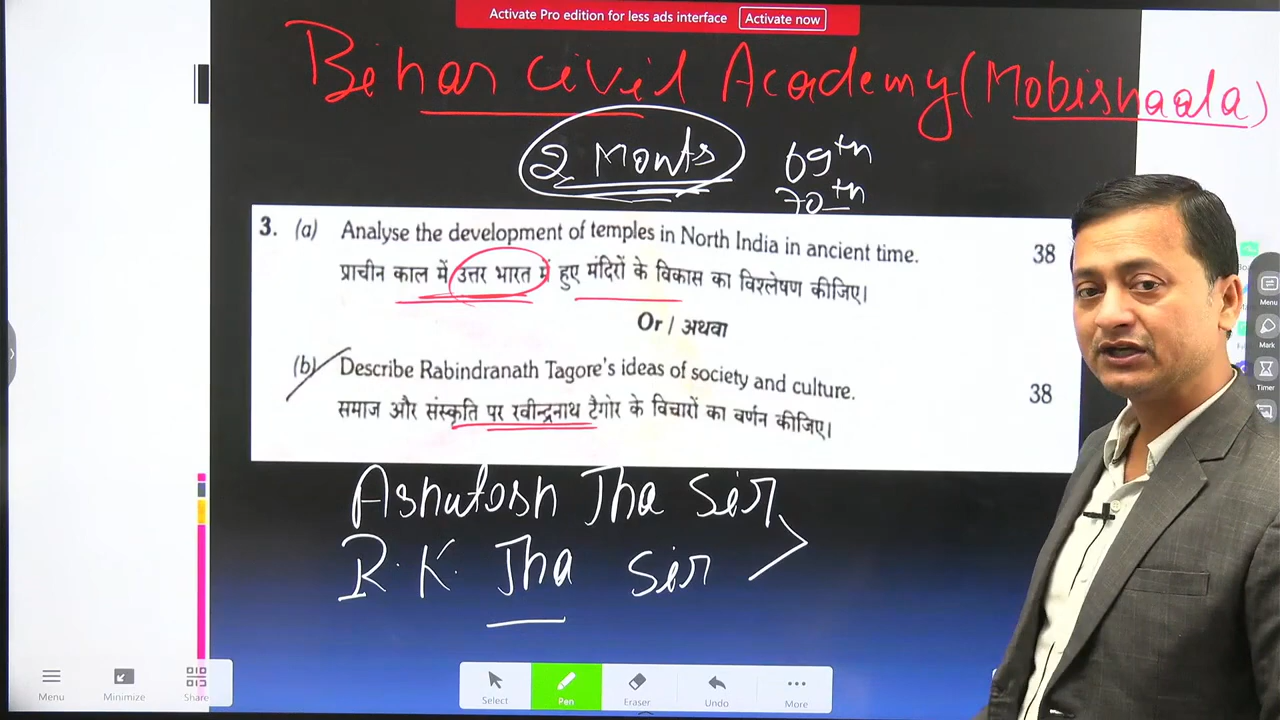 Activate Pro edition for less ads interface Activate now
Bihar Civil Academy (Mobishaala)
2 Monts 69th
70th
3. (a) Analyse the development of temples in North India in ancient time. 38
प्राचीन काल में उत्तर भारत में हुए मंदिरों के विकास का विश्लेषण कीजिए।
Or / अथवा
(b) Describe Rabindranath Tagore's ideas of society and culture. 38
समाज और संस्कृति पर रवीन्द्रनाथ टैगोर के विचारों का वर्णन कीजिए।
Ashutosh Jha Sir
R. K. Jha Sir
Menu
Mark
Timer
Menu Minimize Share Select Pen Eraser Undo More